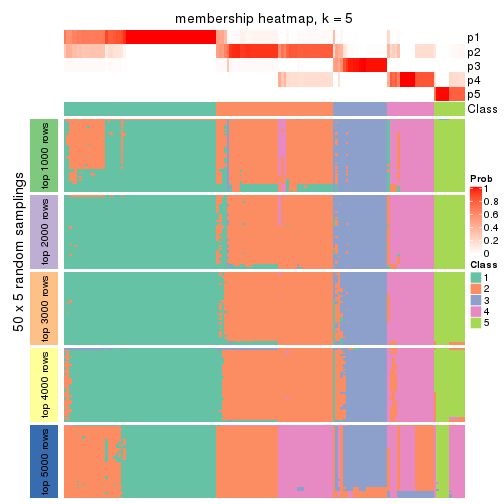 membership heatmap, k = 5
p1
p2
p3
p4
p5
Class
50 x 5 random samplings
top 1000 rows
top 2000 rows
top 3000 rows
top 4000 rows
top 5000 rows
Prob
1
0.8
0.6
0.4
0.2
0
Class
1
2
3
4
5